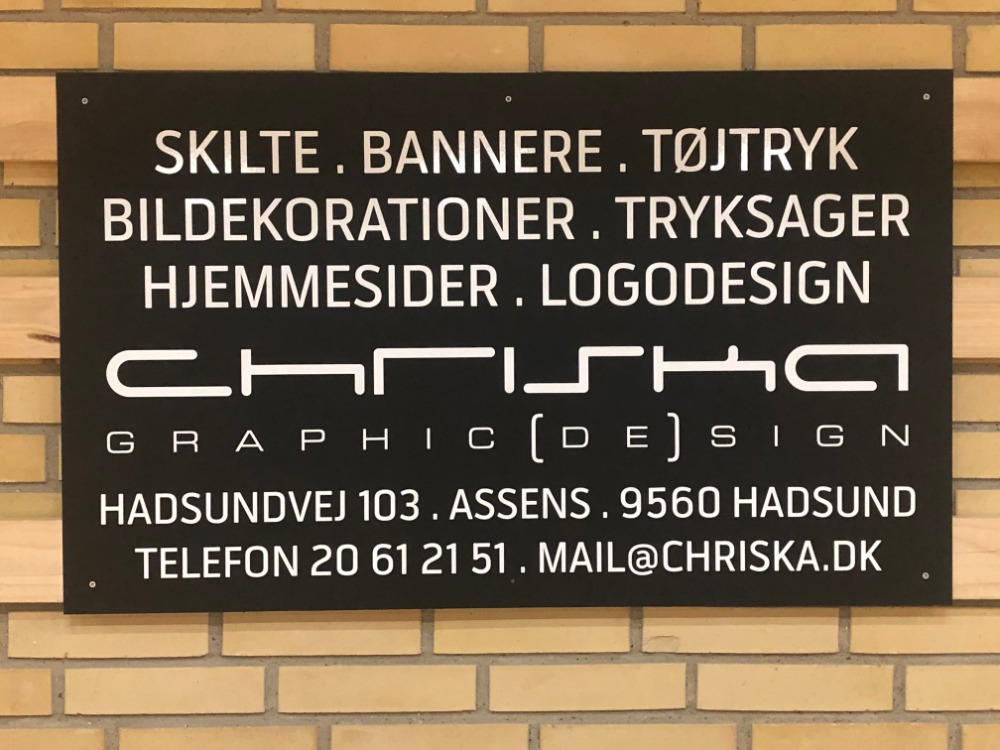 SKILTE . BANNERE . TØJTRYK
BILDEKORATIONER . TRYKSAGER
HJEMMESIDER . LOGODESIGN
chriska
GRAPHIC (DE) SIGN
HADSUNDVEJ 103 . ASSENS . 9560 HADSUND
TELEFON 20 61 21 51 . MAIL@CHRISKA.DK